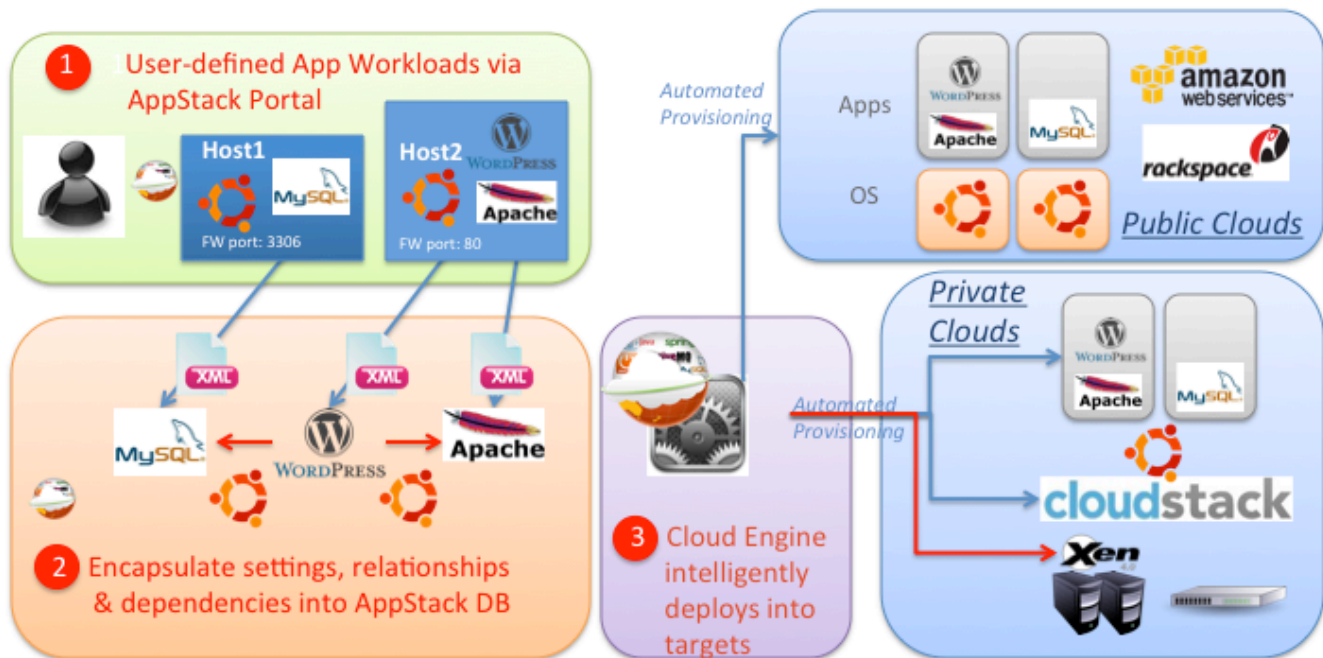 1 User-defined App Workloads via
AppStack Portal
Host1
MySQL
FW port: 3306
Host2
WORDPRESS
Apache
FW port: 80
XML
XML
XML
MySQL
WORDPRESS
Apache
2 Encapsulate settings, relationships
& dependencies into AppStack DB
3 Cloud Engine
intelligently
deploys into
targets
Automated
Provisioning
Apps
OS
WORDPRESS
Apache
MySQL
amazon
webservices™
rackspace
Public Clouds
Automated
Provisioning
Private
Clouds
WORDPRESS
Apache
MySQL
cloudstack
Xen
4.0